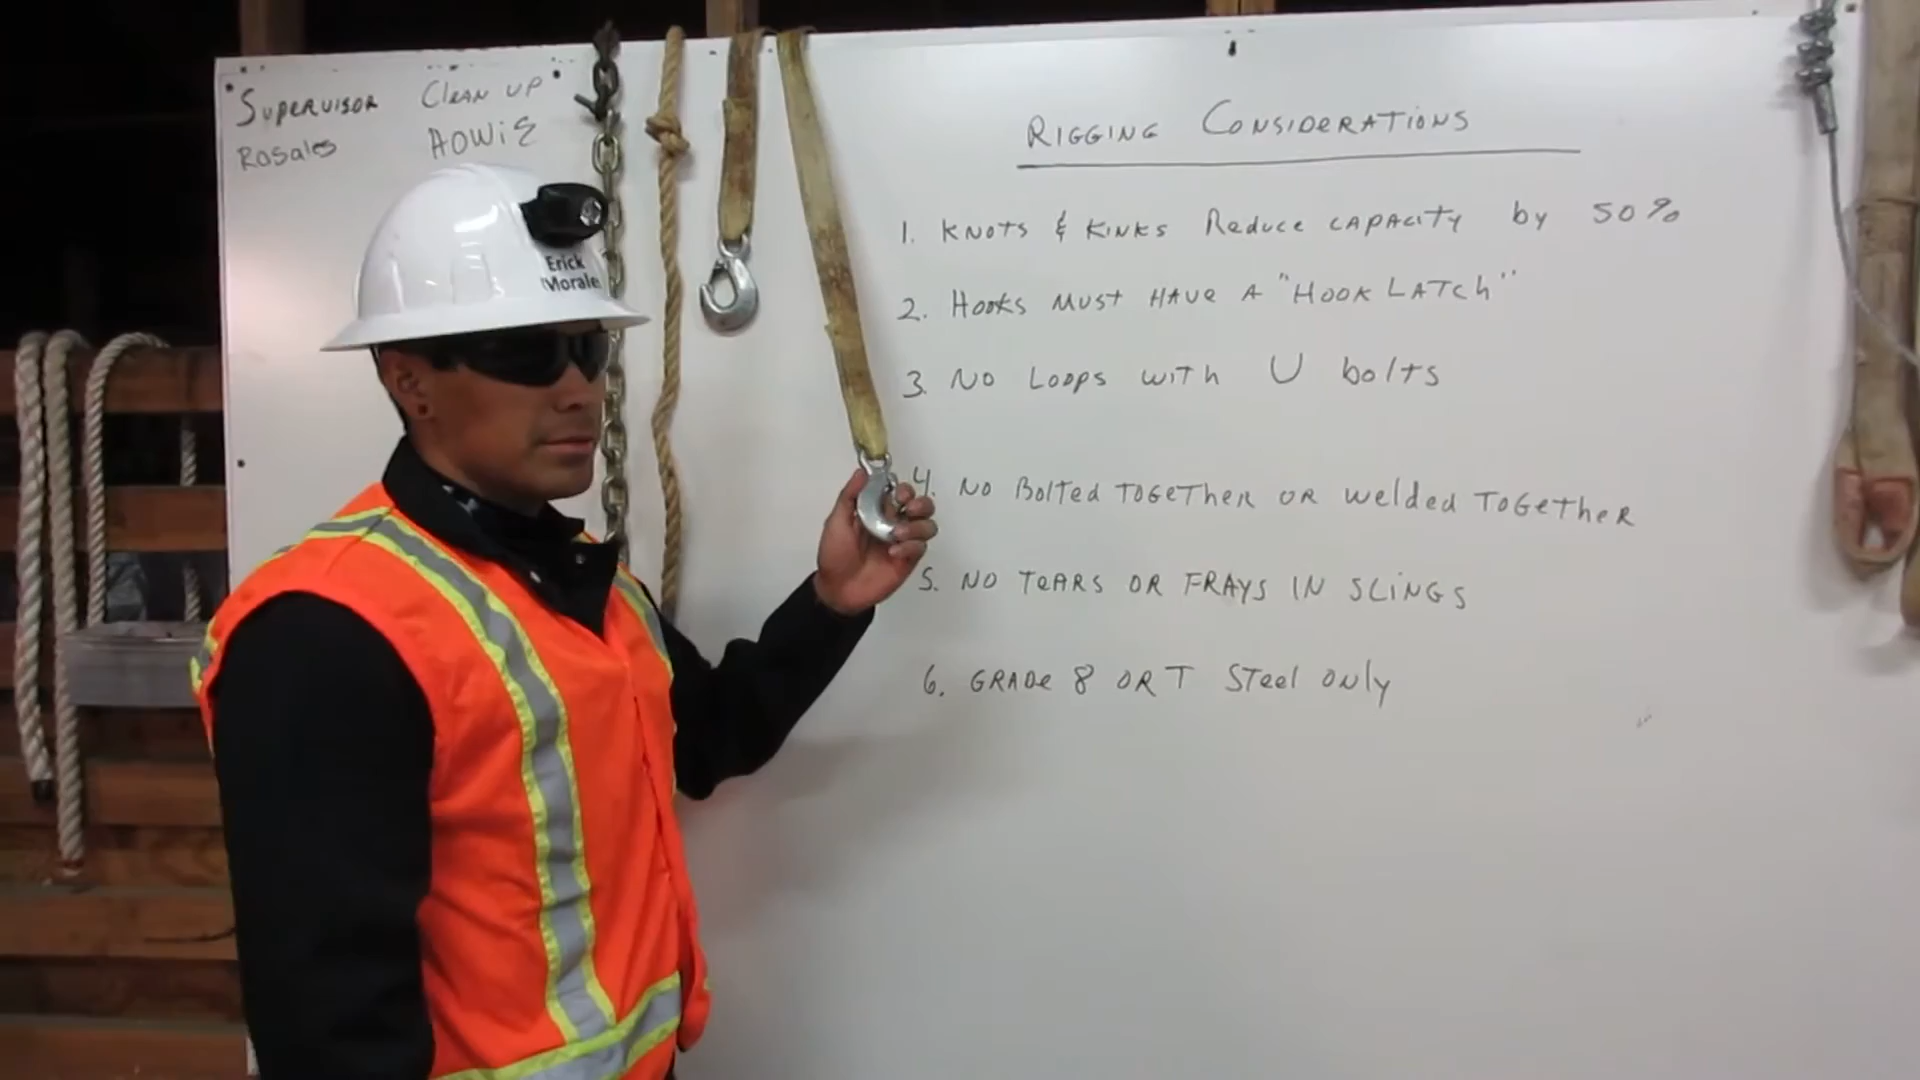 Supervisor
Rosales
Clean up
HOWiE
Erick
Morale
Rigging Considerations
1. Knots & Kinks Reduce capacity by 50%
2. Hooks Must Have A "Hook Latch"
3. No Loops with U bolts
4. No Bolted Together or welded Together
5. No Tears or Frays in Slings
6. Grade 8 or T Steel only